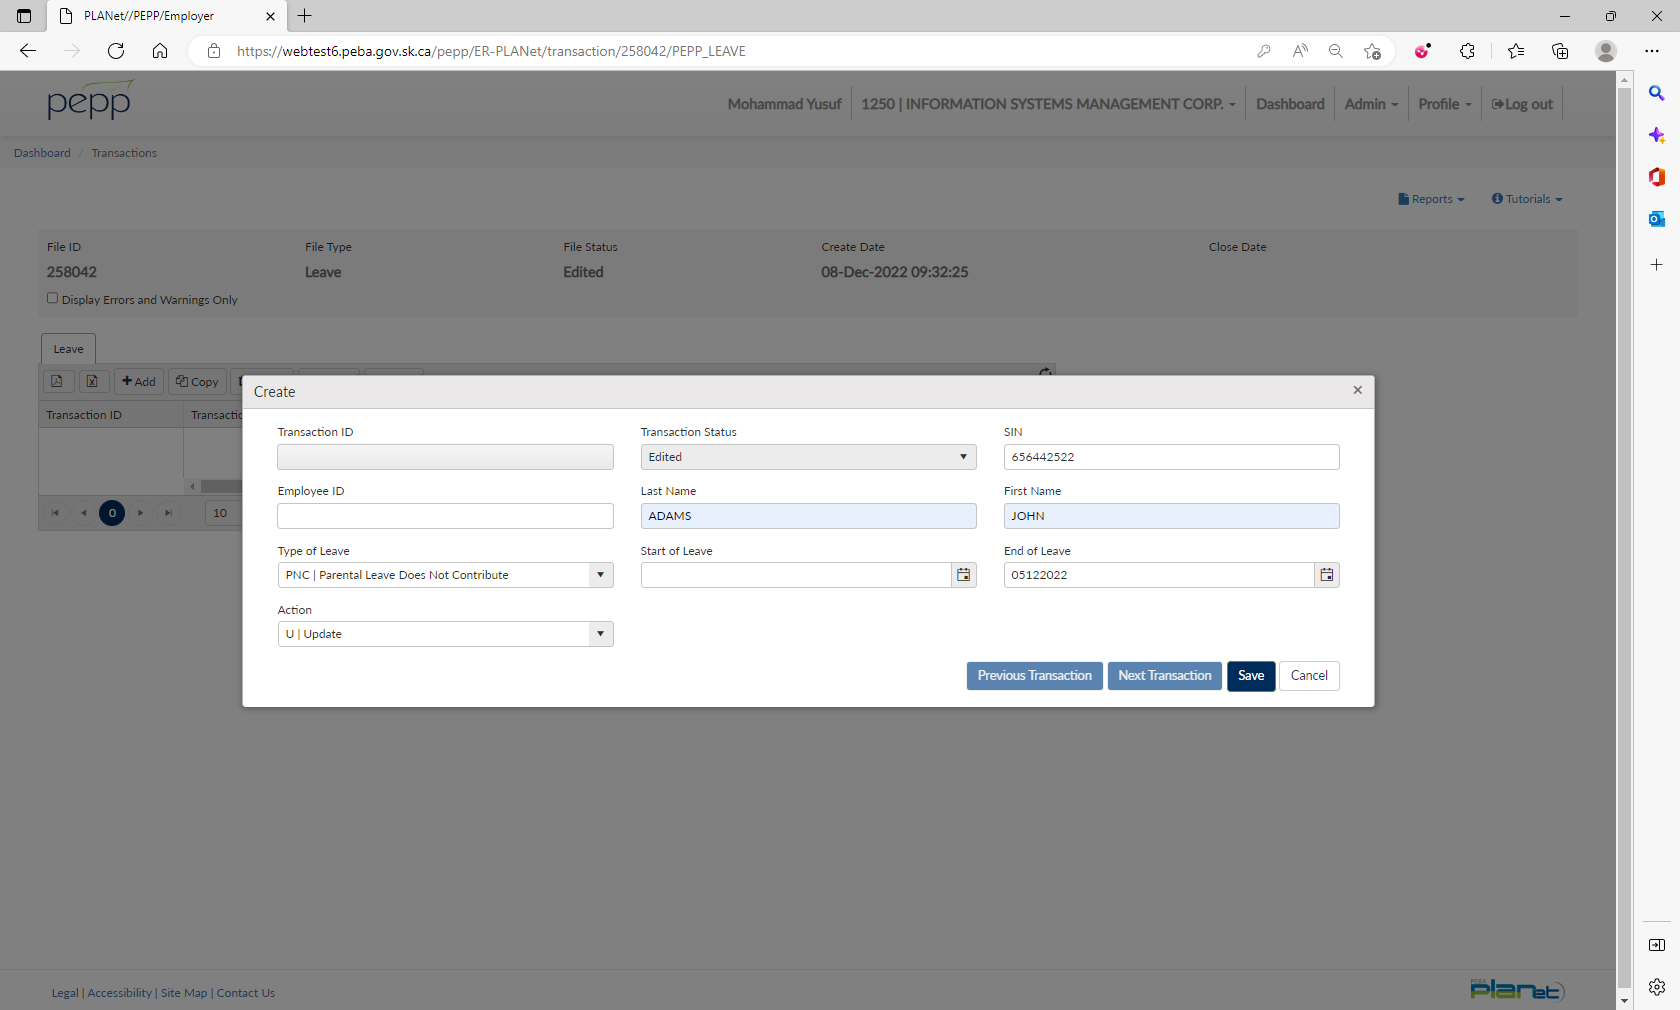 PLANet//PEPP/Employer
https://webtest6.peba.gov.sk.ca/pepp/ER-PLANet/transaction/258042/PEPP_LEAVE
pepp
Mohammad Yusuf
1250 | INFORMATION SYSTEMS MANAGEMENT CORP.
Dashboard
Admin
Profile
Log out
Dashboard / Transactions
Reports
Tutorials
File ID
File Type
File Status
Create Date
Close Date
258042
Leave
Edited
08-Dec-2022 09:32:25
Display Errors and Warnings Only
Leave
Add
Copy
Transaction ID
Create
Transaction ID
Transaction Status
SIN
Edited
656442522
Employee ID
Last Name
First Name
ADAMS
JOHN
0
10
Type of Leave
Start of Leave
End of Leave
PNC | Parental Leave Does Not Contribute
05122022
Action
U | Update
Previous Transaction
Next Transaction
Save
Cancel
Legal | Accessibility | Site Map | Contact Us
PEBA
planet